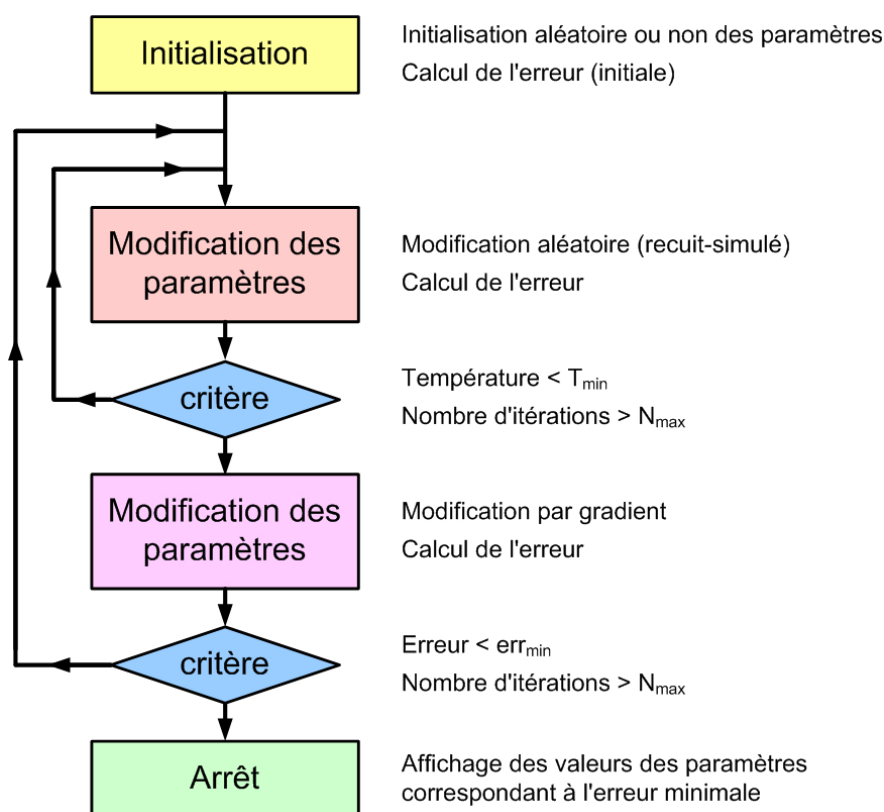 Initialisation
Initialisation aléatoire ou non des paramètres
Calcul de l'erreur (initiale)
Modification des
paramètres
Modification aléatoire (recuit-simulé)
Calcul de l'erreur
critère
Température < Tmin
Nombre d'itérations > Nmax
Modification des
paramètres
Modification par gradient
Calcul de l'erreur
critère
Erreur < errmin
Nombre d'itérations > Nmax
Arrêt
Affichage des valeurs des paramètres
correspondant à l'erreur minimale